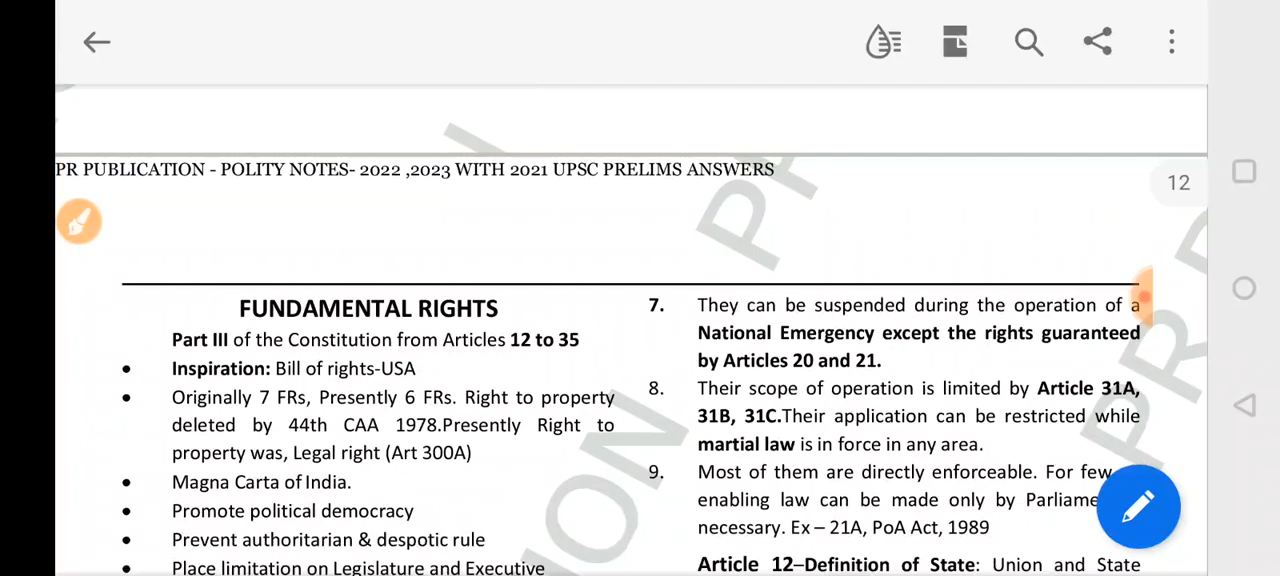 PR PUBLICATION - POLITY NOTES- 2022 ,2023 WITH 2021 UPSC PRELIMS ANSWERS
12
FUNDAMENTAL RIGHTS
Part III of the Constitution from Articles 12 to 35
• Inspiration: Bill of rights-USA
• Originally 7 FRs, Presently 6 FRs. Right to property
deleted by 44th CAA 1978.Presently Right to
property was, Legal right (Art 300A)
• Magna Carta of India.
• Promote political democracy
• Prevent authoritarian & despotic rule
• Place limitation on Legislature and Executive
7. They can be suspended during the operation of a
National Emergency except the rights guaranteed
by Articles 20 and 21.
8. Their scope of operation is limited by Article 31A,
31B, 31C.Their application can be restricted while
martial law is in force in any area.
9. Most of them are directly enforceable. For few
enabling law can be made only by
necessary. Ex – 21A, PoA Act, 1989
Article 12–Definition of State: Union and State